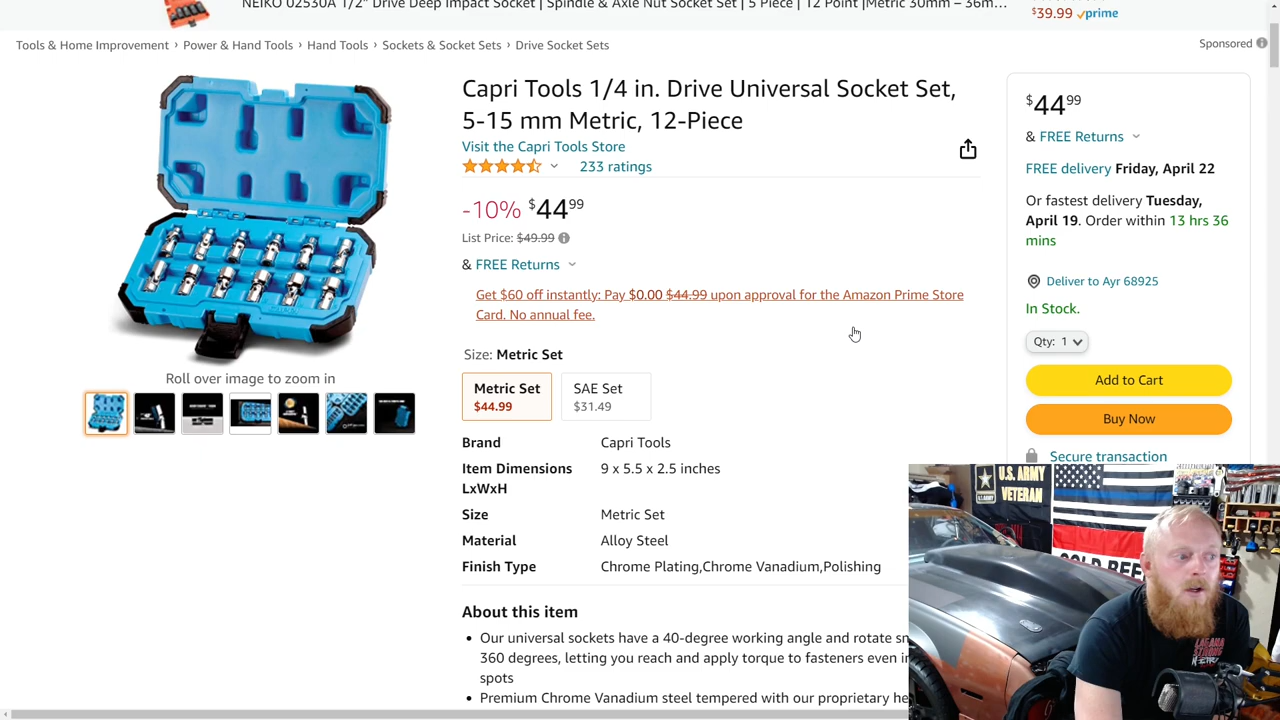 NEIKO 02530A 1/2" Drive Deep Impact Socket | Spindle & Axle Nut Socket Set | 5 Piece | 12 Point |Metric 30mm – 36m…
$39.99 prime
Tools & Home Improvement › Power & Hand Tools › Hand Tools › Sockets & Socket Sets › Drive Socket Sets
Sponsored
Capri Tools 1/4 in. Drive Universal Socket Set,
5-15 mm Metric, 12-Piece
Visit the Capri Tools Store
233 ratings
-10% $44 99
List Price: $49.99
& FREE Returns
Get $60 off instantly: Pay $0.00 $44.99 upon approval for the Amazon Prime Store
Card. No annual fee.
Size: Metric Set
Metric Set
$44.99
SAE Set
$31.49
Brand Capri Tools
Item Dimensions 9 x 5.5 x 2.5 inches
LxWxH
Size Metric Set
Material Alloy Steel
Finish Type Chrome Plating,Chrome Vanadium,Polishing
About this item
• Our universal sockets have a 40-degree working angle and rotate
360 degrees, letting you reach and apply torque to fasteners even
spots
• Premium Chrome Vanadium steel tempered with our proprietary
Roll over image to zoom in
$44 99
& FREE Returns
FREE delivery Friday, April 22
Or fastest delivery Tuesday,
April 19. Order within 13 hrs 36
mins
Deliver to Ayr 68925
In Stock.
Qty: 1
Add to Cart
Buy Now
Secure transaction
U.S. ARMY
VETERAN